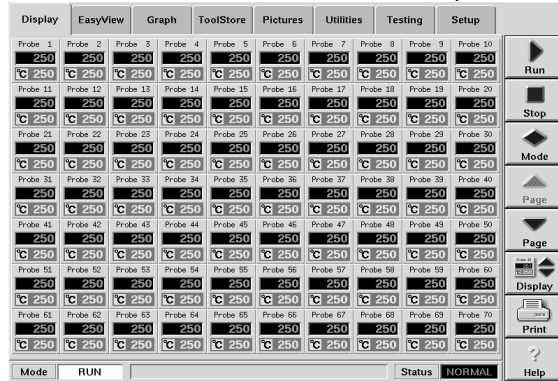 Display EasyView Graph ToolStore Pictures Utilities Testing Setup
Probe 1 Probe 2 Probe 3 Probe 4 Probe 5 Probe 6 Probe 7 Probe 8 Probe 9 Probe 10
250 250 250 250 250 250 250 250 250 250
°C 250 °C 250 °C 250 °C 250 °C 250 °C 250 °C 250 °C 250 °C 250 °C 250
Run
Probe 11 Probe 12 Probe 13 Probe 14 Probe 15 Probe 16 Probe 17 Probe 18 Probe 19 Probe 20
250 250 250 250 250 250 250 250 250 250
°C 250 °C 250 °C 250 °C 250 °C 250 °C 250 °C 250 °C 250 °C 250 °C 250
Stop
Probe 21 Probe 22 Probe 23 Probe 24 Probe 25 Probe 26 Probe 27 Probe 28 Probe 29 Probe 30
250 250 250 250 250 250 250 250 250 250
°C 250 °C 250 °C 250 °C 250 °C 250 °C 250 °C 250 °C 250 °C 250 °C 250
Mode
Probe 31 Probe 32 Probe 33 Probe 34 Probe 35 Probe 36 Probe 37 Probe 38 Probe 39 Probe 40
250 250 250 250 250 250 250 250 250 250
°C 250 °C 250 °C 250 °C 250 °C 250 °C 250 °C 250 °C 250 °C 250 °C 250
Page
Probe 41 Probe 42 Probe 43 Probe 44 Probe 45 Probe 46 Probe 47 Probe 48 Probe 49 Probe 50
250 250 250 250 250 250 250 250 250 250
°C 250 °C 250 °C 250 °C 250 °C 250 °C 250 °C 250 °C 250 °C 250 °C 250
Page
Probe 51 Probe 52 Probe 53 Probe 54 Probe 55 Probe 56 Probe 57 Probe 58 Probe 59 Probe 60
250 250 250 250 250 250 250 250 250 250
°C 250 °C 250 °C 250 °C 250 °C 250 °C 250 °C 250 °C 250 °C 250 °C 250
Display
Probe 61 Probe 62 Probe 63 Probe 64 Probe 65 Probe 66 Probe 67 Probe 68 Probe 69 Probe 70
250 250 250 250 250 250 250 250 250 250
°C 250 °C 250 °C 250 °C 250 °C 250 °C 250 °C 250 °C 250 °C 250 °C 250
Print
Mode RUN Status NORMAL
?
Help